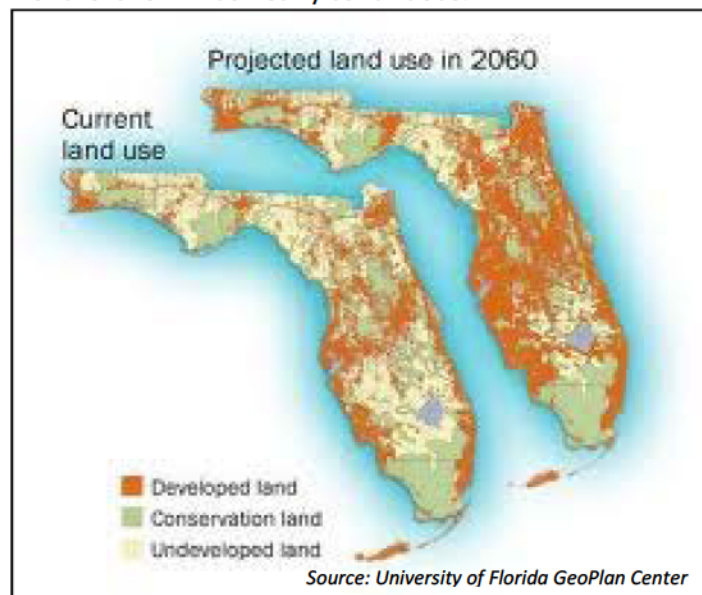 Projected land use in 2060
Current
land use
Developed land
Conservation land
Undeveloped land
Source: University of Florida GeoPlan Center